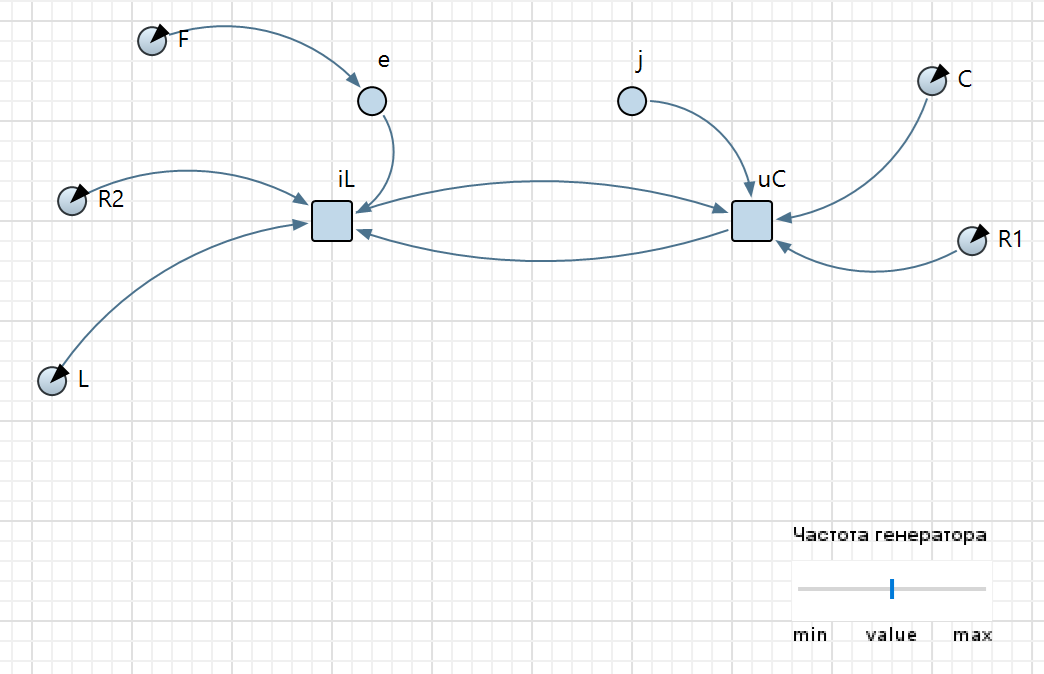 F
e
j
C
R2
iL
uC
R1
L
Частота генератора
min value max